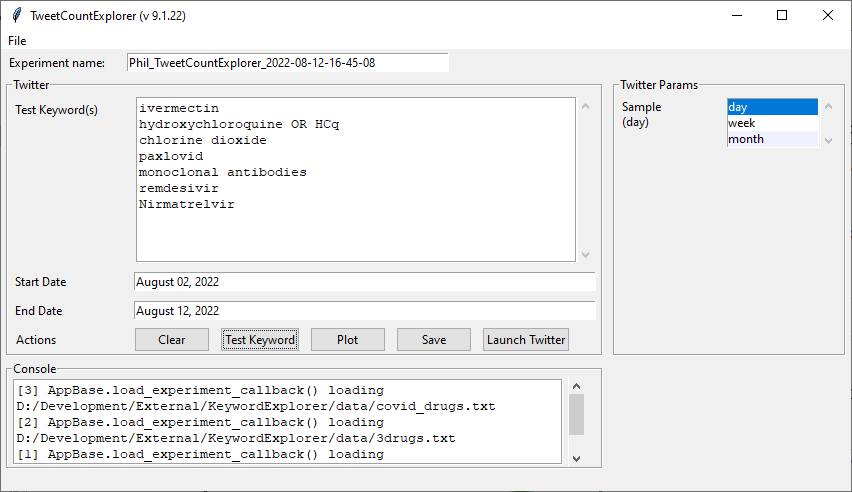 TweetCountExplorer (v 9.1.22)
File
Experiment name: Phil_TweetCountExplorer_2022-08-12-16-45-08
Twitter
Test Keyword(s)
ivermectin
hydroxychloroquine OR HCq
chlorine dioxide
paxlovid
monoclonal antibodies
remdesivir
Nirmatrelvir
Start Date August 02, 2022
End Date August 12, 2022
Actions Clear Test Keyword Plot Save Launch Twitter
Twitter Params
Sample
(day)
day
week
month
Console
[3] AppBase.load_experiment_callback() loading
D:/Development/External/KeywordExplorer/data/covid_drugs.txt
[2] AppBase.load_experiment_callback() loading
D:/Development/External/KeywordExplorer/data/3drugs.txt
[1] AppBase.load_experiment_callback() loading